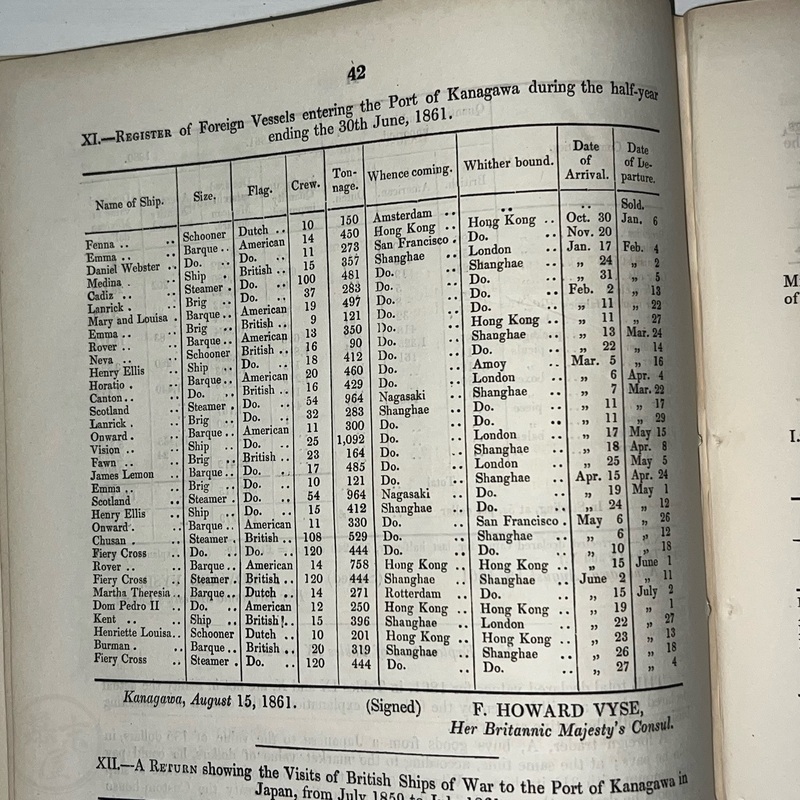 42
XI.—REGISTER of Foreign Vessels entering the Port of Kanagawa during the half-year
ending the 30th June, 1861.
Name of Ship. Size. Flag. Crew. Ton-nage. Whence coming. Whither bound. Date of Arrival. Date of De-parture.
Fenna .. .. Schooner Dutch .. 10 150 Amsterdam .. .. .. Sold.
Emma .. .. Barque .. American 14 450 Hong Kong .. Hong Kong .. Oct. 30 Jan. 6
Daniel Webster .. Do. .. Do. .. 11 273 San Francisco . Do. .. Nov. 20
Medina . .. Ship . British .. 15 357 Shanghae .. London .. Jan. 17 Feb. 4
Cadiz .. .. Steamer . Do. .. 100 481 Do. .. Shanghae .. „ 24 „ 2
Lanrick . .. Brig .. Do. .. 37 283 Do. .. Do. .. „ 31 „ 5
Mary and Louisa . Barque .. American 19 497 Do. .. Do. .. Feb. 2 „ 13
Emma .. .. Brig .. British .. 9 121 Do. .. Do. .. „ 11 „ 22
Rover .. .. Barque .. American 13 350 Do. .. Hong Kong .. „ 11 „ 27
Neva .. .. Schooner British .. 16 90 Do. .. Shanghae .. „ 13 Mar. 24
Henry Ellis .. Ship .. Do. .. 18 412 Do. .. Do. .. „ 22 „ 14
Horatio . .. Barque .. American 20 460 Do. .. Amoy .. Mar. 5 „ 16
Canton .. .. Do. .. British .. 16 429 Do. .. London .. „ 6 Apr. 4
Scotland .. Steamer . Do. .. 54 964 Nagasaki .. Shanghae .. „ 7 Mar. 22
Lanrick . .. Brig .. Do. .. 32 283 Shanghae .. Do. .. „ 11 „ 17
Onward . .. Barque .. American 11 300 Do. .. Do. .. „ 11 „ 29
Vision .. .. Ship .. Do. .. 25 1,092 Do. .. London .. „ 17 May 15
Fawn .. .. Brig .. British .. 23 164 Do. .. Shanghae .. „ 18 Apr. 8
James Lemon .. Barque .. Do. .. 17 485 Do. .. London .. „ 25 May 5
Emma .. .. Brig .. Do. .. 10 121 Do. .. Shanghae .. Apr. 15 Apr. 24
Scotland .. Steamer . Do. .. 54 964 Nagasaki .. Do. .. „ 19 May 1
Henry Ellis .. Ship .. Do. .. 15 412 Shanghae .. Do. .. „ 24 „ 12
Onward . .. Barque .. American 11 330 Do. .. San Francisco . May 6 „ 26
Chusan . .. Steamer . British .. 108 529 Do. .. Shanghae .. „ 6 „ 12
Fiery Cross .. Do. .. Do. .. 120 444 Do. .. Do. .. „ 10 „ 18
Rover .. .. Barque .. American 14 758 Hong Kong .. Hong Kong .. „ 15 June 1
Fiery Cross .. Steamer . British .. 120 444 Shanghae .. Shanghae .. June 2 „ 11
Martha Theresia .. Barque .. Dutch .. 14 271 Rotterdam .. Do. .. „ 15 July 2
Dom Pedro II .. Do. .. American 12 250 Hong Kong .. Hong Kong .. „ 19 „ 1
Kent .. .. Ship .. British .. 15 396 Shanghae .. London .. „ 22 „ 27
Henriette Louisa.. Schooner Dutch .. 10 201 Hong Kong .. Hong Kong .. „ 23 „ 13
Burman . .. Barque .. British .. 20 319 Shanghae .. Shanghae .. „ 26 „ 18
Fiery Cross .. Steamer . Do. .. 120 444 Do. .. Do. .. „ 27 „ 4
Kanagawa, August 15, 1861. (Signed) F. HOWARD VYSE,
Her Britannic Majesty's Consul.
XII.—A RETURN showing the Visits of British Ships of War to the Port of Kanagawa in
Japan, from July 1859 to July
M
of
I.